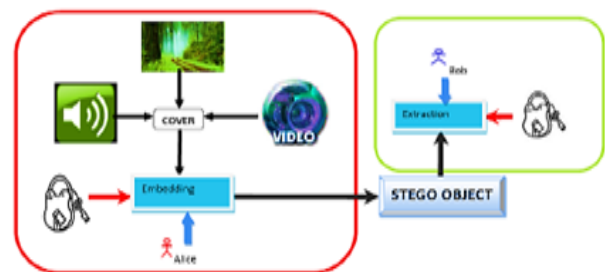 Bob
COVER
Extraction
VIDEO
Embedding
STEGO OBJECT
Alice